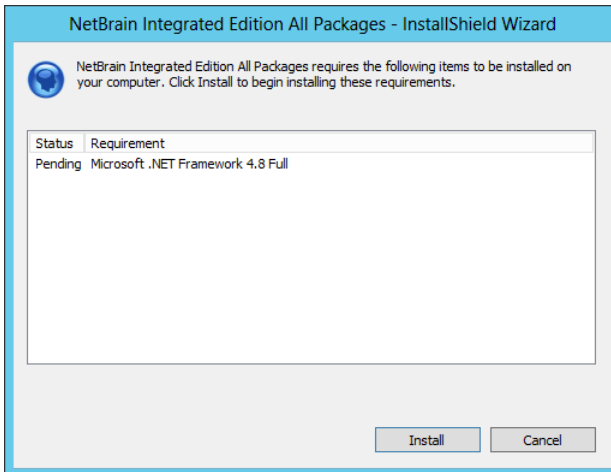 NetBrain Integrated Edition All Packages - InstallShield Wizard
NetBrain Integrated Edition All Packages requires the following items to be installed on
your computer. Click Install to begin installing these requirements.
Status Requirement
Pending Microsoft .NET Framework 4.8 Full
Install Cancel